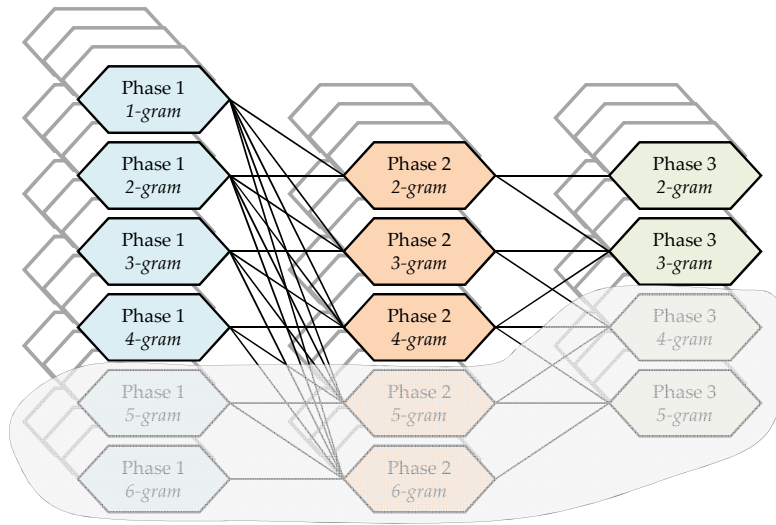 Phase 1
1-gram
Phase 1
2-gram
Phase 1
3-gram
Phase 1
4-gram
Phase 1
5-gram
Phase 1
6-gram
Phase 2
2-gram
Phase 2
3-gram
Phase 2
4-gram
Phase 2
5-gram
Phase 2
6-gram
Phase 3
2-gram
Phase 3
3-gram
Phase 3
4-gram
Phase 3
5-gram